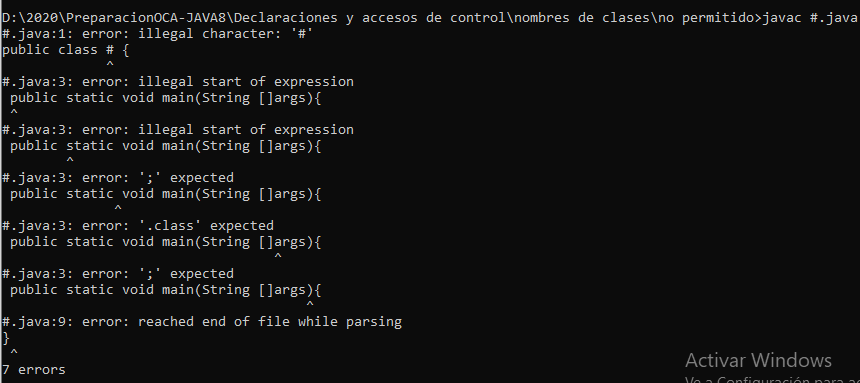 D:\2020\PreparacionOCA-JAVA8\Declaraciones y accesos de control\nombres de clases\no permitido>javac #.java
#.java:1: error: illegal character: '#'
public class # {
             ^
#.java:3: error: illegal start of expression
 public static void main(String []args){
 ^
#.java:3: error: illegal start of expression
 public static void main(String []args){
        ^
#.java:3: error: ';' expected
 public static void main(String []args){
              ^
#.java:3: error: '.class' expected
 public static void main(String []args){
                                  ^
#.java:3: error: ';' expected
 public static void main(String []args){
                                      ^
#.java:9: error: reached end of file while parsing
}
 ^
7 errors
Activar Windows
Ve a Configuración para